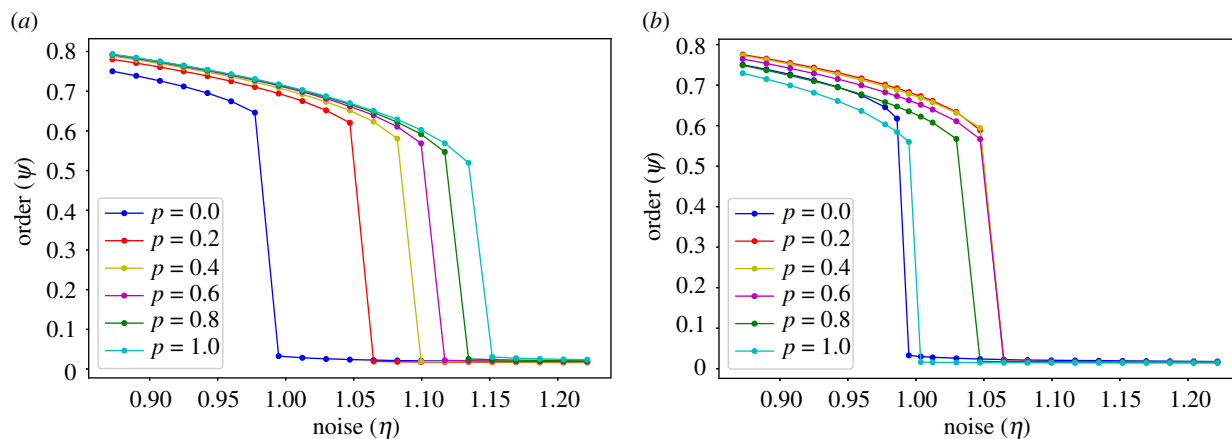 (a)
0.8
0.7
0.6
0.5
0.4
0.3
0.2
0.1
0
order (ψ)
p = 0.0
p = 0.2
p = 0.4
p = 0.6
p = 0.8
p = 1.0
0.90 0.95 1.00 1.05 1.10 1.15 1.20
noise (η)
(b)
0.8
0.7
0.6
0.5
0.4
0.3
0.2
0.1
0
order (ψ)
p = 0.0
p = 0.2
p = 0.4
p = 0.6
p = 0.8
p = 1.0
0.90 0.95 1.00 1.05 1.10 1.15 1.20
noise (η)